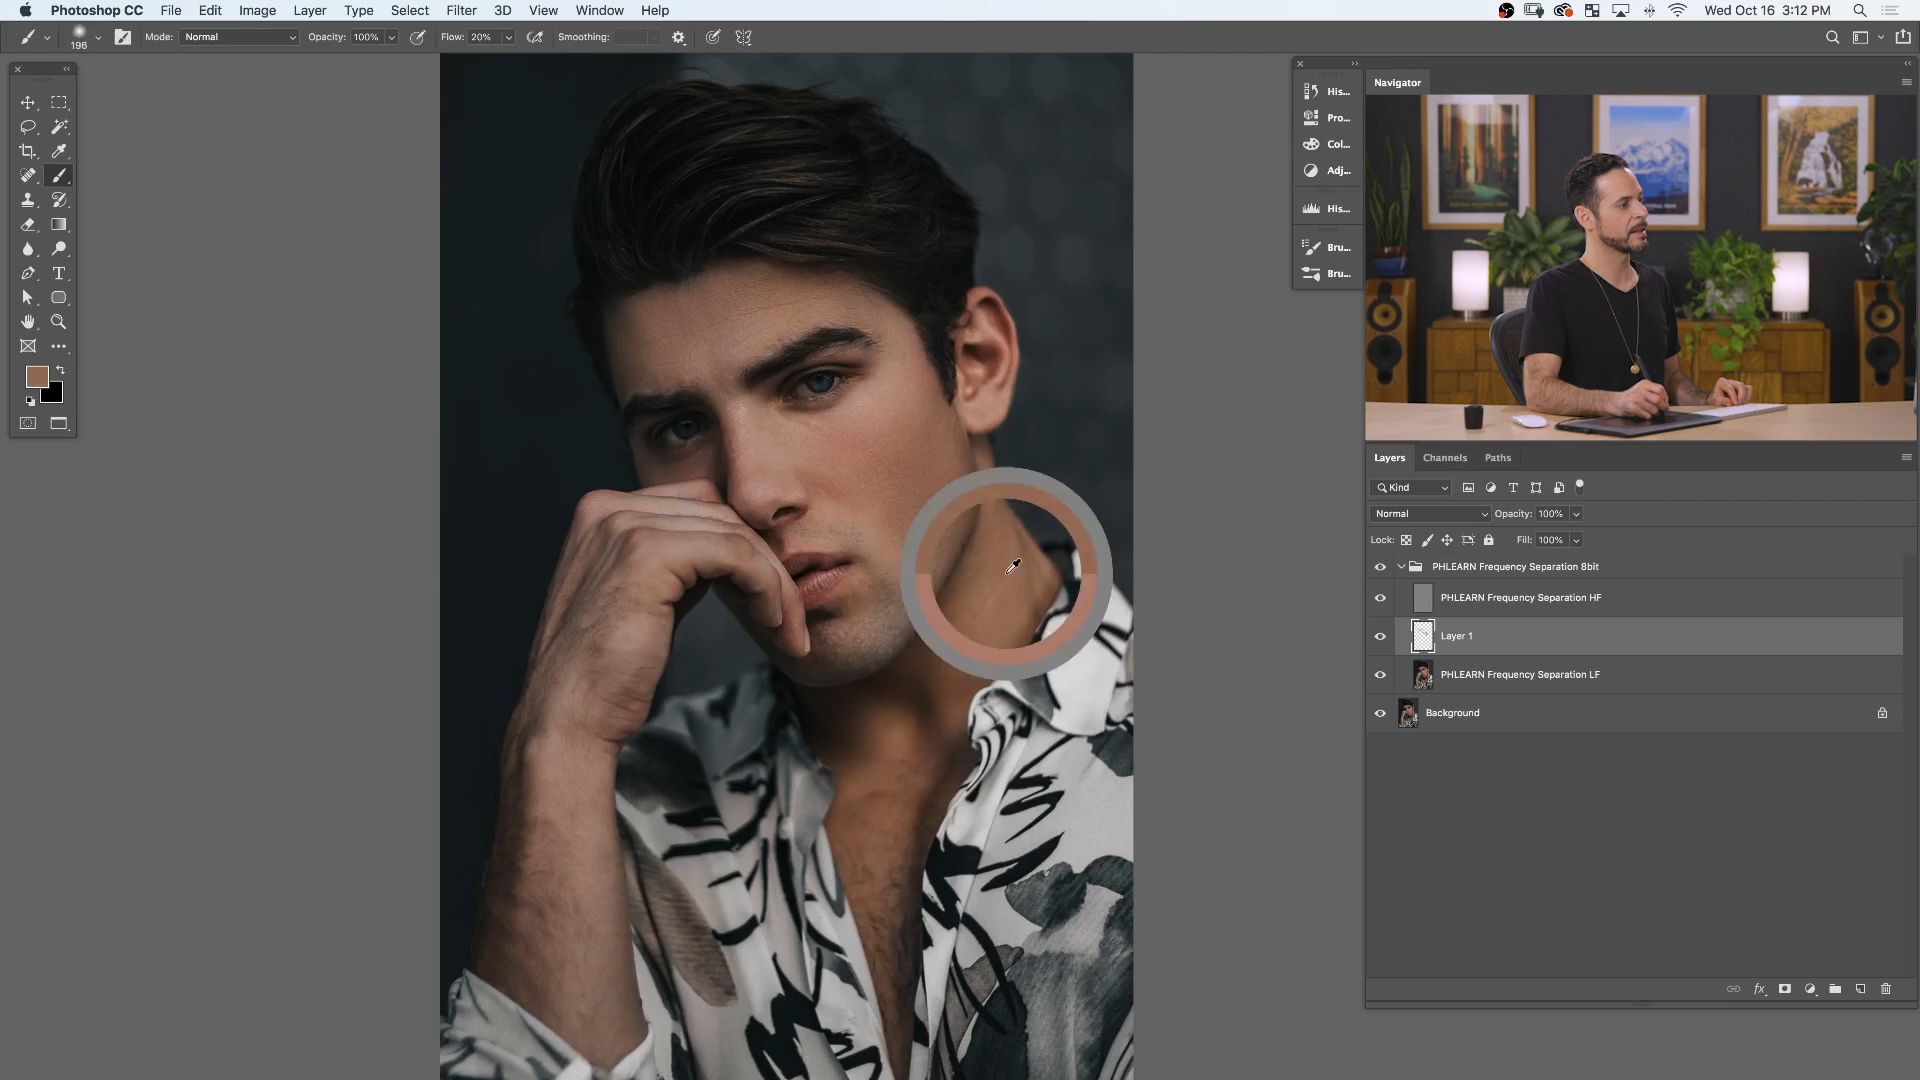 Photoshop CC File Edit Image Layer Type Select Filter 3D View Window Help Wed Oct 16 3:12 PM
196 Mode: Normal Opacity: 100% Flow: 20% Smoothing:
Navigator
His...
Pro...
Col...
Adj...
His...
Bru...
Bru...
Layers Channels Paths
Kind
Normal Opacity: 100%
Lock: Fill: 100%
PHLEARN Frequency Separation 8bit
PHLEARN Frequency Separation HF
Layer 1
PHLEARN Frequency Separation LF
Background
fx